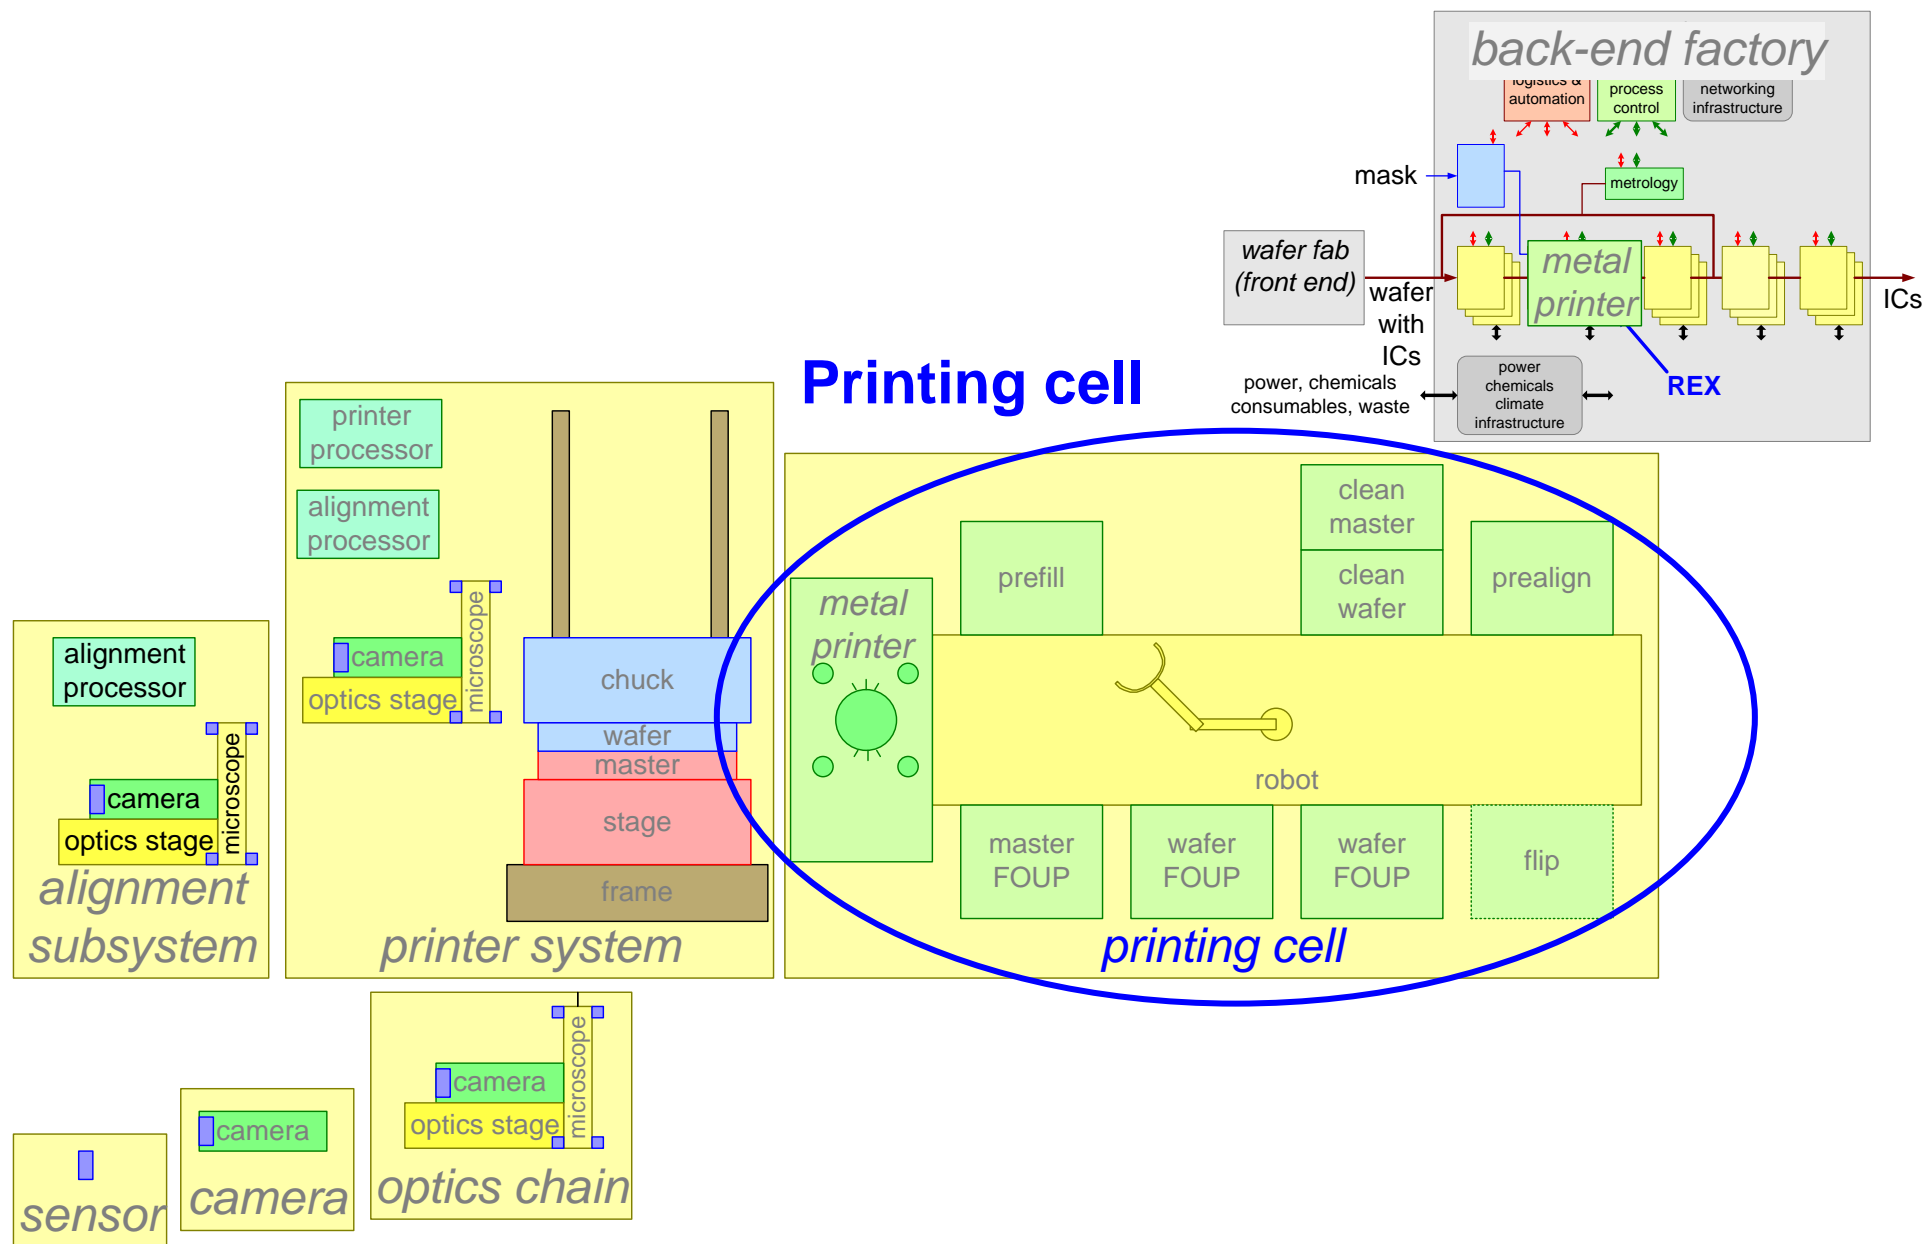 back-end factory
logistics &
automation
process
control
networking
infrastructure
mask
metrology
wafer fab
(front end)
wafer
with
ICs
metal
printer
ICs
REX
power, chemicals
consumables, waste
power
chemicals
climate
infrastructure
Printing cell
printer
processor
alignment
processor
camera
optics stage
microscope
chuck
wafer
master
stage
frame
printer system
alignment
processor
camera
optics stage
microscope
alignment
subsystem
metal
printer
prefill
clean
master
clean
wafer
prealign
robot
master
FOUP
wafer
FOUP
wafer
FOUP
flip
printing cell
camera
optics stage
microscope
optics chain
camera
camera
sensor